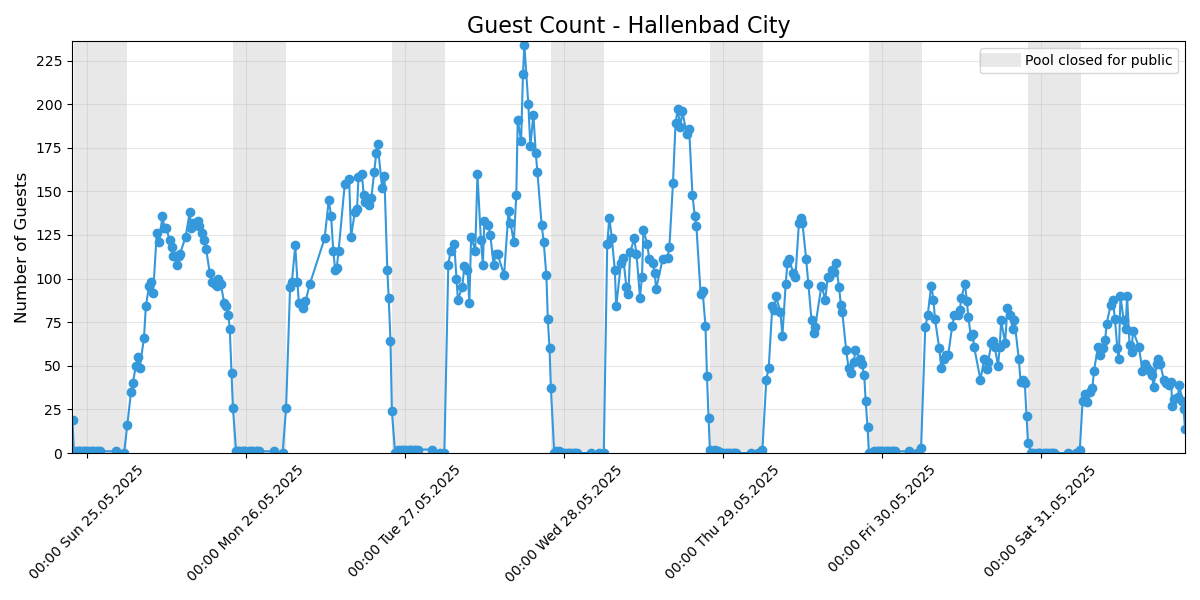 Guest Count - Hallenbad City
Pool closed for public
Number of Guests
225
200
175
150
125
100
75
50
25
0
00:00 Sun 25.05.2025
00:00 Mon 26.05.2025
00:00 Tue 27.05.2025
00:00 Wed 28.05.2025
00:00 Thu 29.05.2025
00:00 Fri 30.05.2025
00:00 Sat 31.05.2025